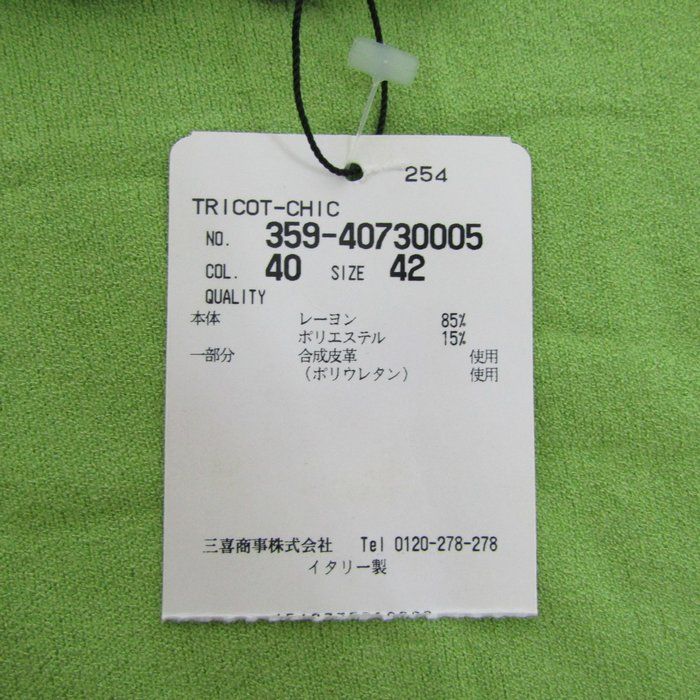 254
TRICOT-CHIC
NO. 359-40730005
COL. 40 SIZE 42
QUALITY
本体 レーヨン 85%
ポリエステル 15%
一部分 合成皮革 使用
(ポリウレタン) 使用
三喜商事株式会社 Tel 0120-278-278
イタリー製